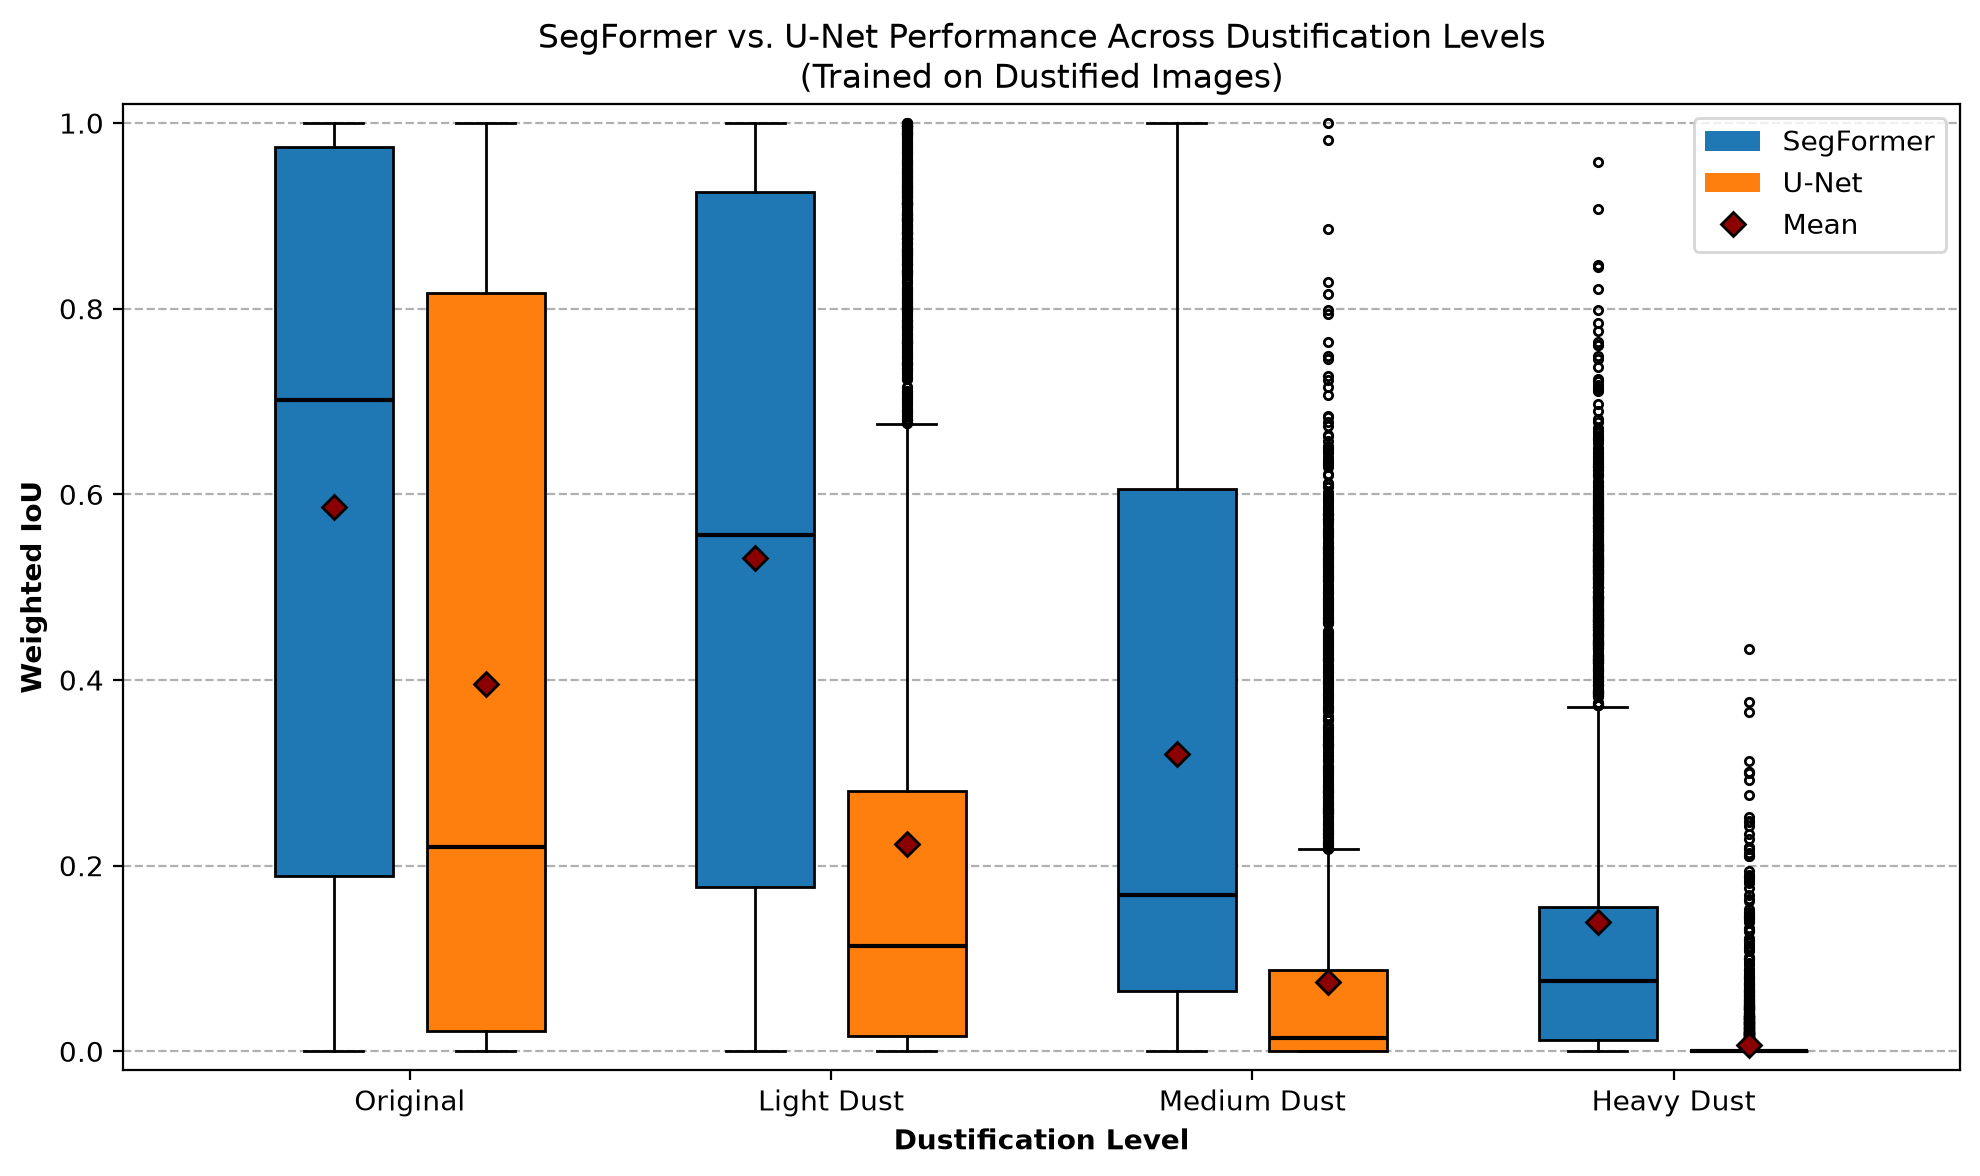 SegFormer vs. U-Net Performance Across Dustification Levels
(Trained on Dustified Images)
SegFormer
U-Net
Mean
Weighted IoU
1.0
0.8
0.6
0.4
0.2
0.0
Original
Light Dust
Medium Dust
Heavy Dust
Dustification Level